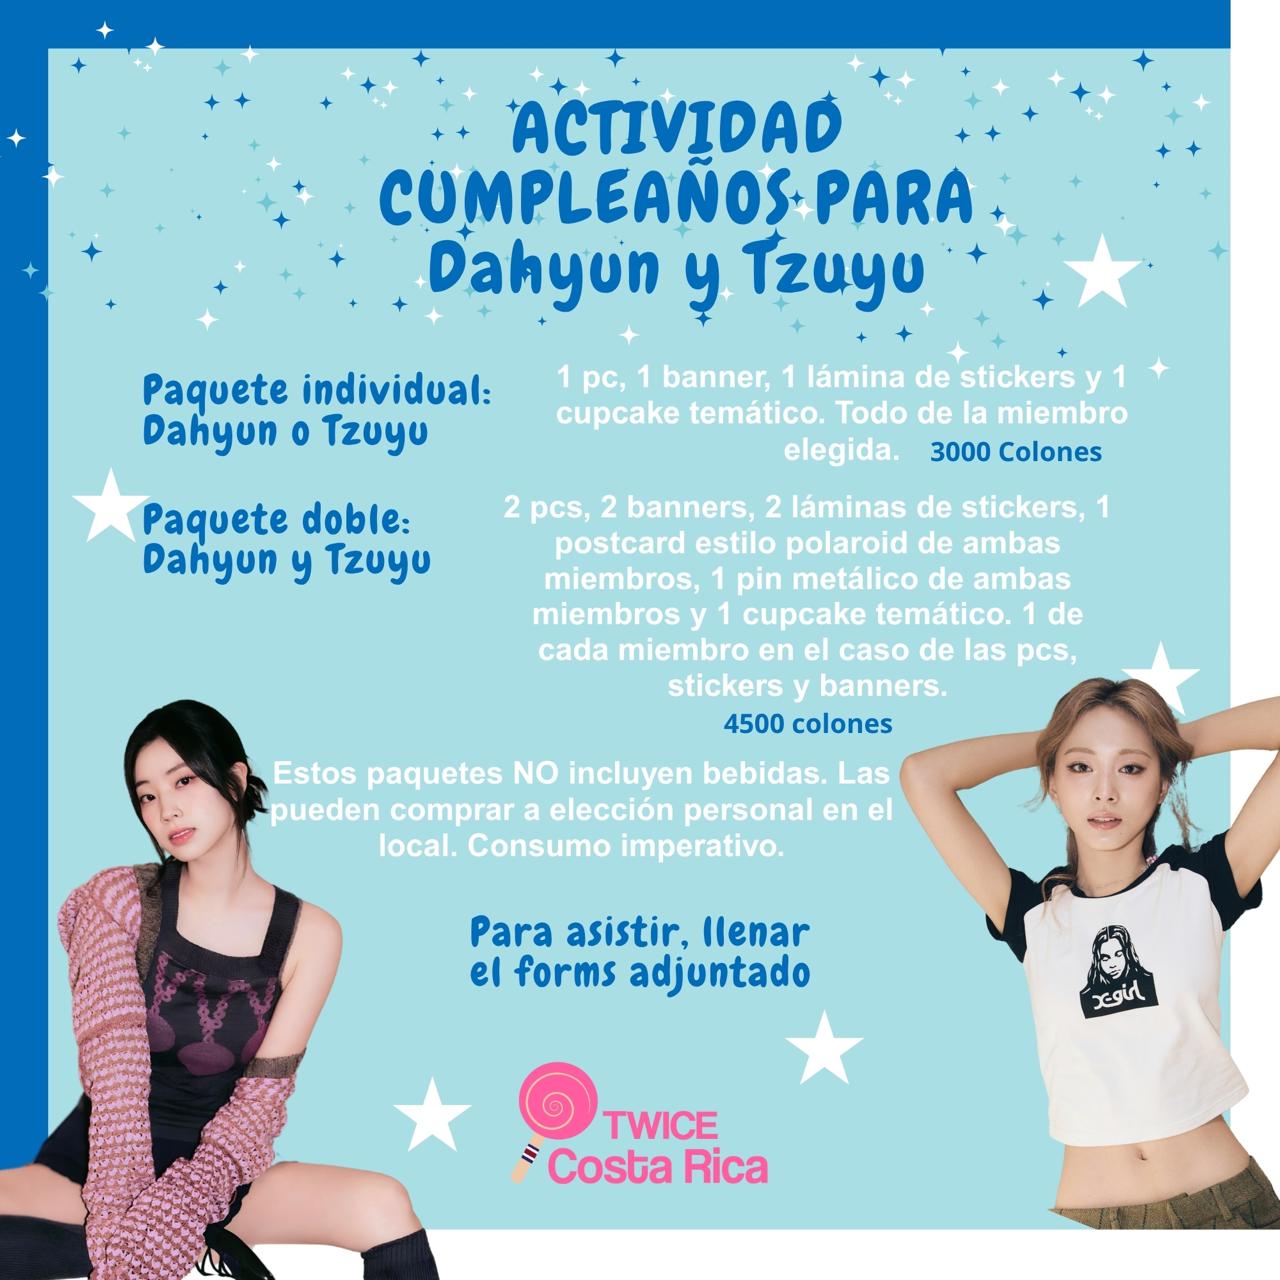 ACTIVIDAD
CUMPLEAÑOS PARA
Dahyun y Tzuyu
Paquete individual:
Dahyun o Tzuyu
1 pc, 1 banner, 1 lámina de stickers y 1
cupcake temático. Todo de la miembro
elegida. 3000 Colones
Paquete doble:
Dahyun y Tzuyu
2 pcs, 2 banners, 2 láminas de stickers, 1
postcard estilo polaroid de ambas
miembros, 1 pin metálico de ambas
miembros y 1 cupcake temático. 1 de
cada miembro en el caso de las pcs,
stickers y banners.
4500 colones
Estos paquetes NO incluyen bebidas. Las
pueden comprar a elección personal en el
local. Consumo imperativo.
Para asistir, llenar
el forms adjuntado
x-girl
TWICE
Costa Rica